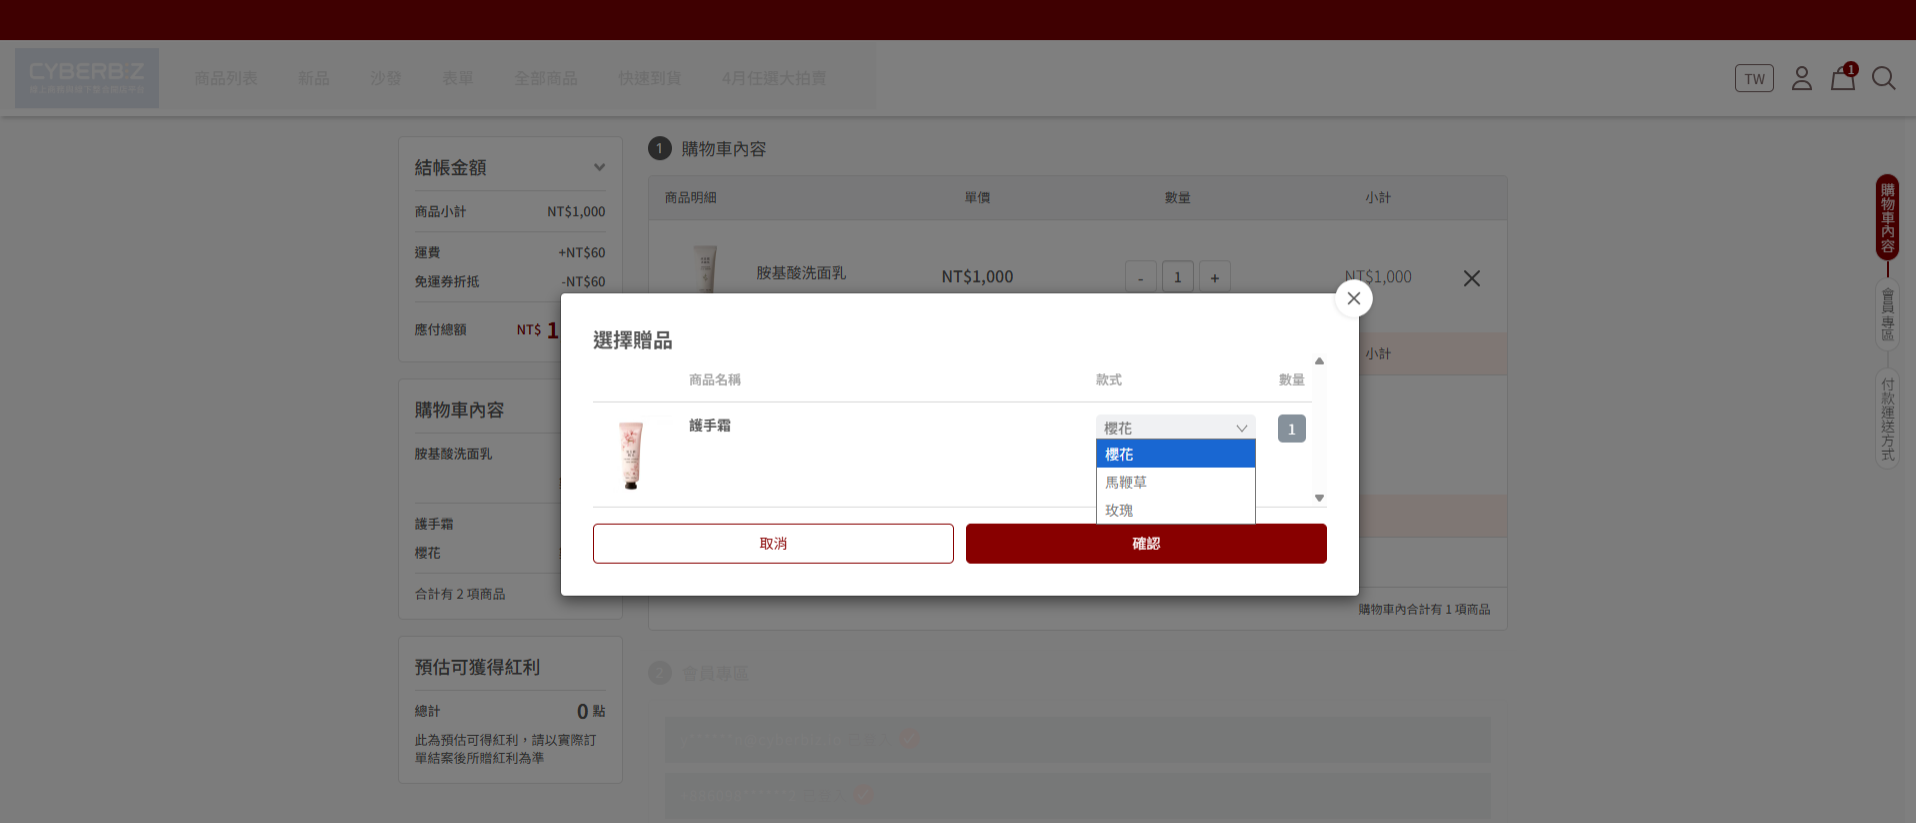 CYBERBIZ
商品列表
新品
沙發
表單
全部商品
快速到貨
4月任選大拍賣
TW
1
結帳金額
商品小計 NT$1,000
運費 +NT$60
免運券折抵 -NT$60
應付總額 NT$ 1
購物車內容
胺基酸洗面乳
護手霜
櫻花
合計有 2 項商品
預估可獲得紅利
總計 0 點
此為預估可得紅利，請以實際訂
單結案後所贈紅利為準
1 購物車內容
商品明細 單價 數量 小計
胺基酸洗面乳 NT$1,000 - 1 + NT$1,000
小計
購物車內合計有 1 項商品
2 會員專區
選擇贈品
商品名稱 款式 數量
護手霜 櫻花 1
櫻花
馬鞭草
玫瑰
取消
確認
購物車內容
會員專區
付款運送方式